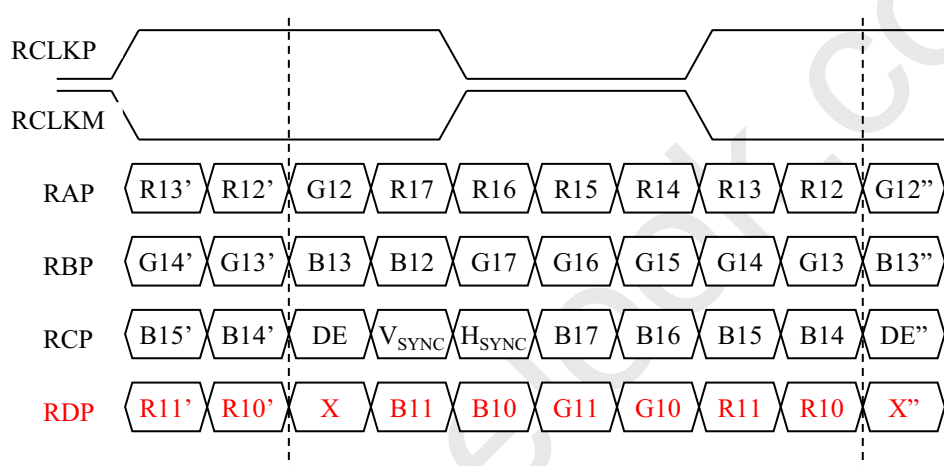 RCLKP
RCLKM
RAP R13’ R12’ G12 R17 R16 R15 R14 R13 R12 G12”
RBP G14’ G13’ B13 B12 G17 G16 G15 G14 G13 B13”
RCP B15’ B14’ DE VSYNC HSYNC B17 B16 B15 B14 DE”
RDP R11’ R10’ X B11 B10 G11 G10 R11 R10 X”